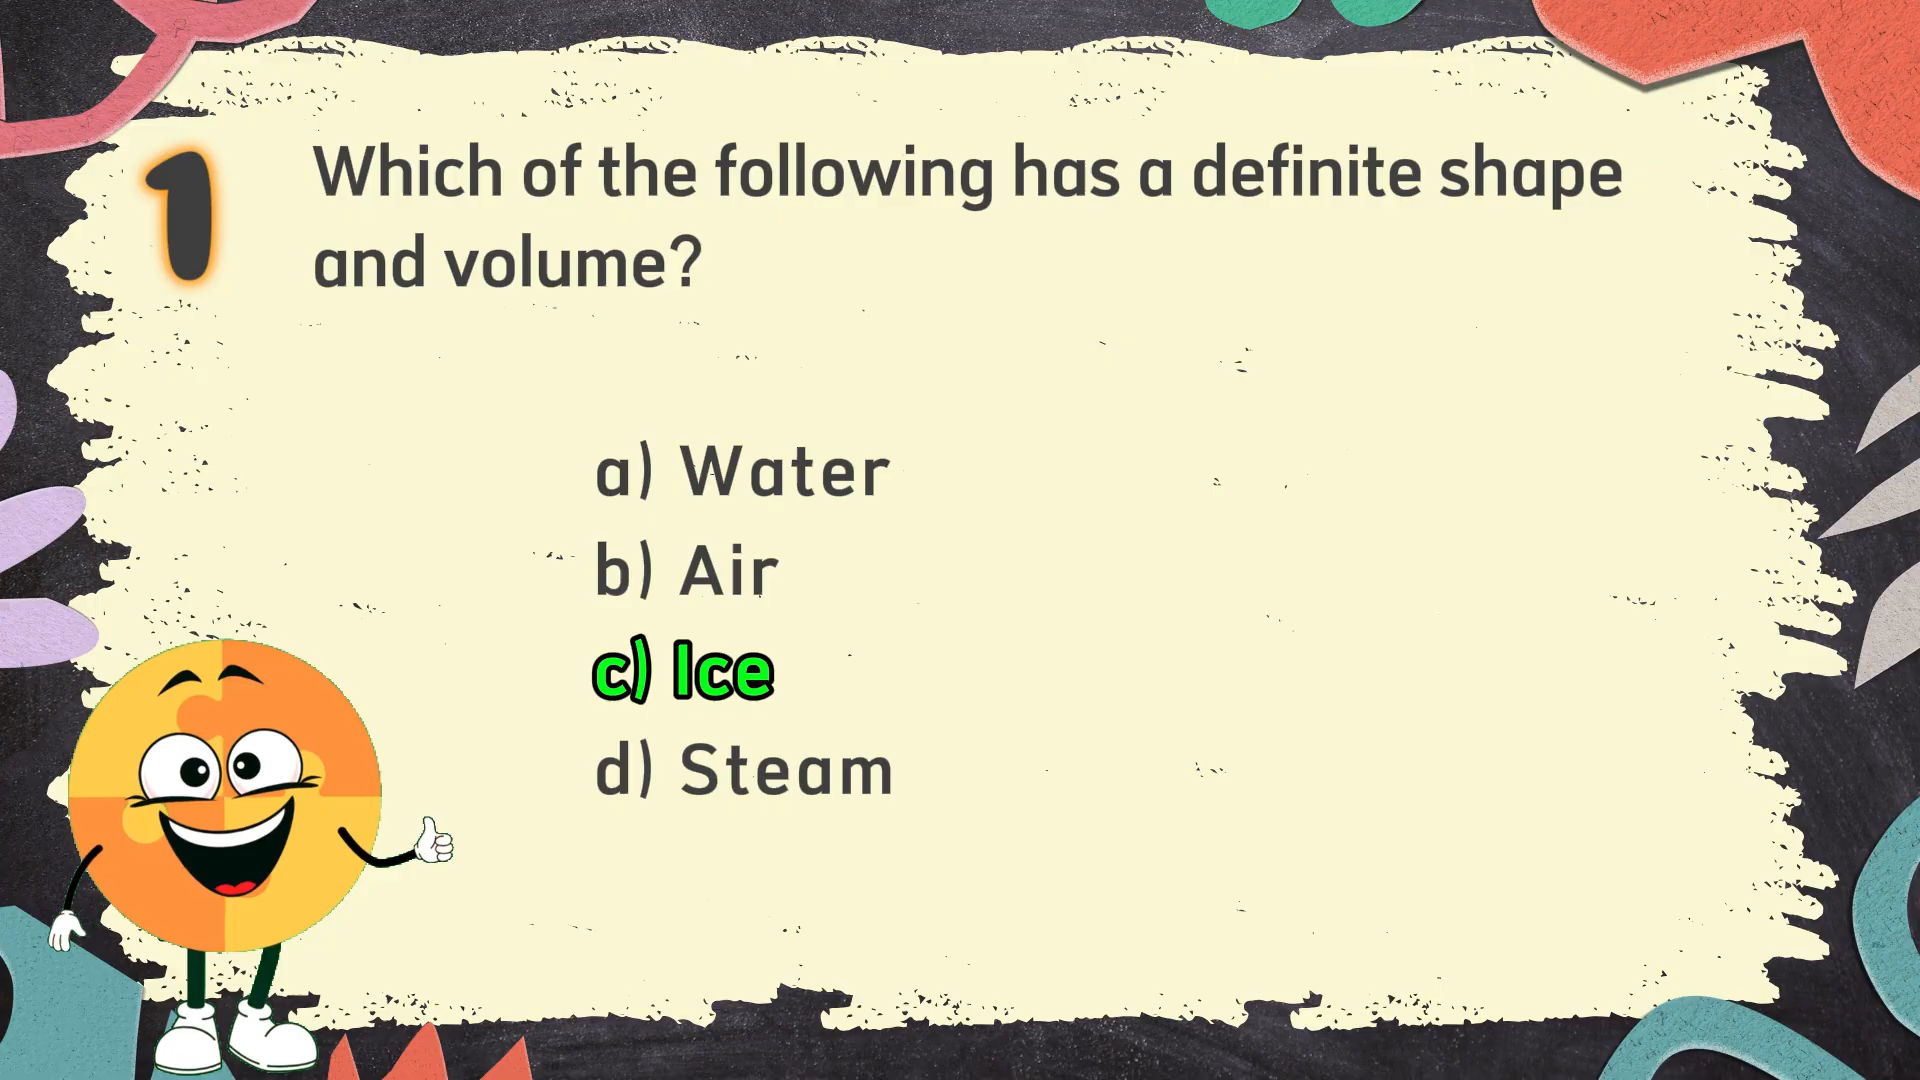 1
Which of the following has a definite shape
and volume?
a) Water
b) Air
c) Ice
d) Steam